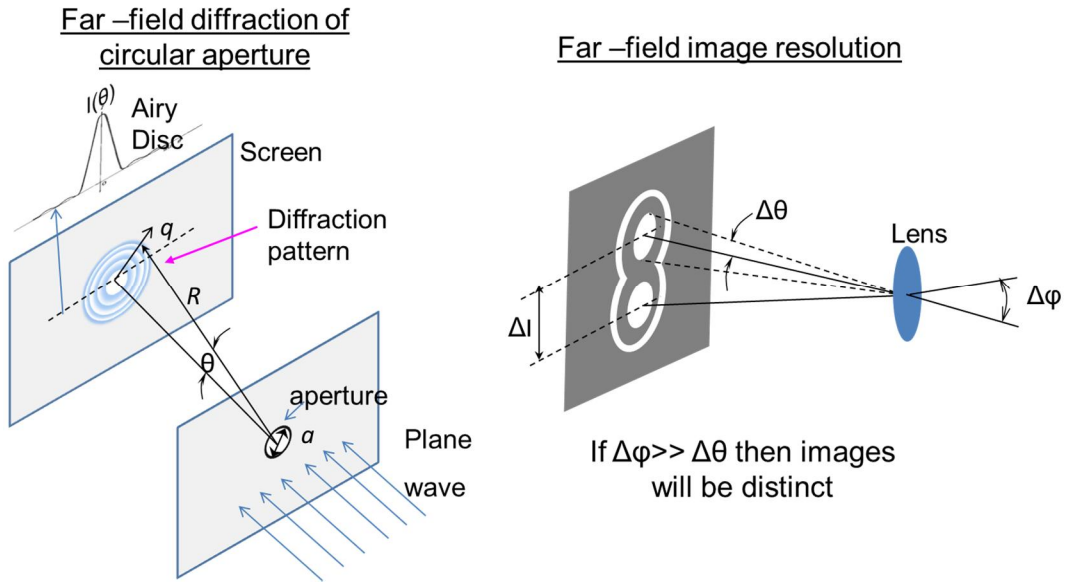 Far –field diffraction of
circular aperture
I(θ)
Airy
Disc
Screen
q
Diffraction
pattern
R
θ
aperture
a
Plane
wave
Far –field image resolution
Δθ
Lens
Δφ
Δl
If Δφ>> Δθ then images
will be distinct